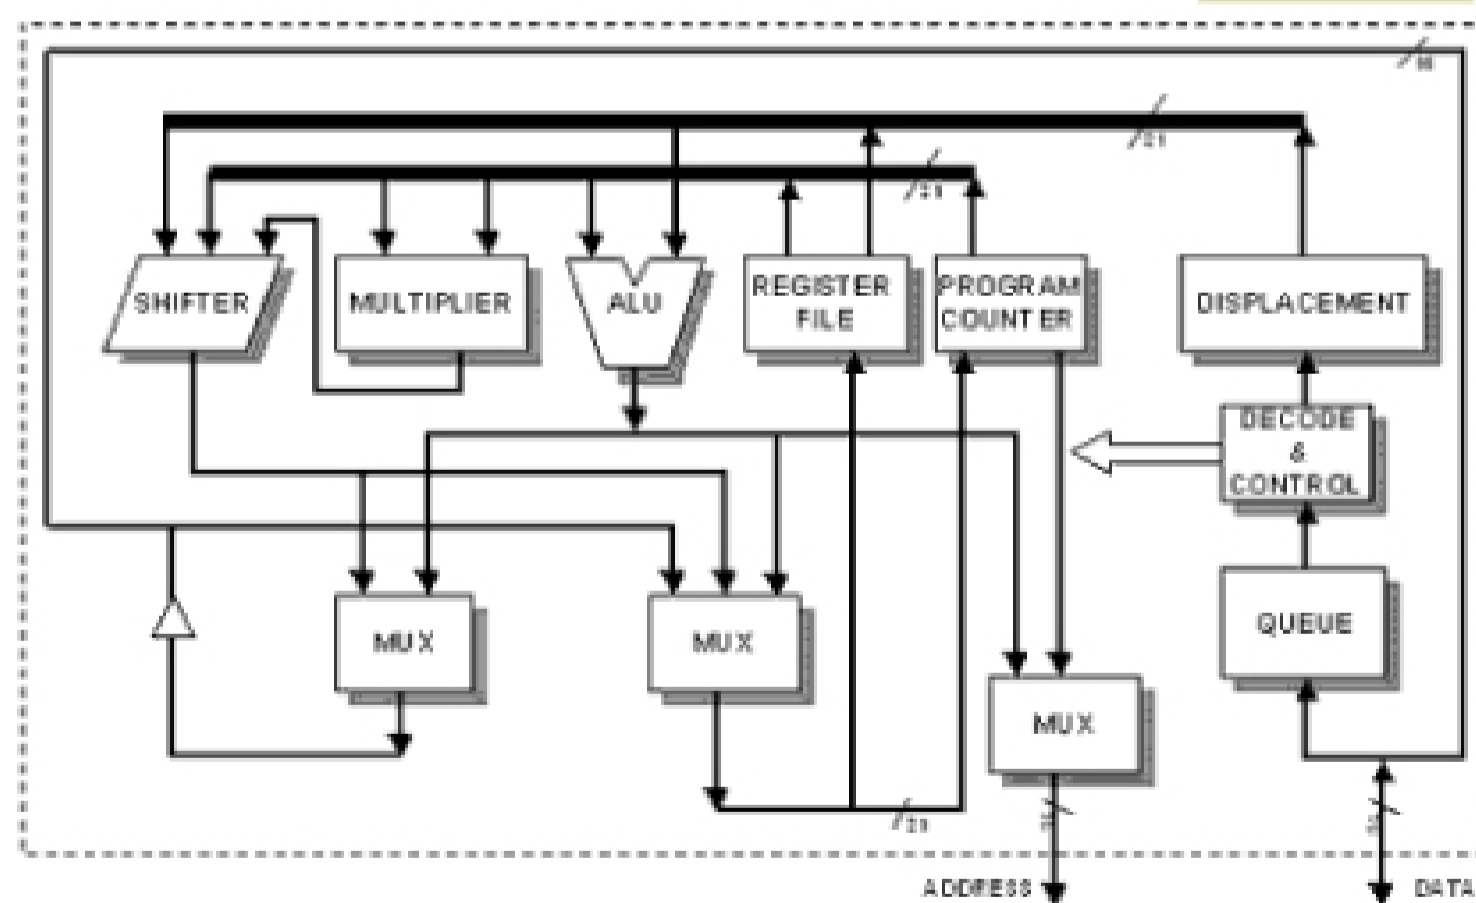 SHIFTER
MULTIPLIER
ALU
REGISTER
FILE
PROGRAM
COUNTER
DISPLACEMENT
DECODE
&
CONTROL
QUEUE
MUX
MUX
MUX
ADDRESS
DATA